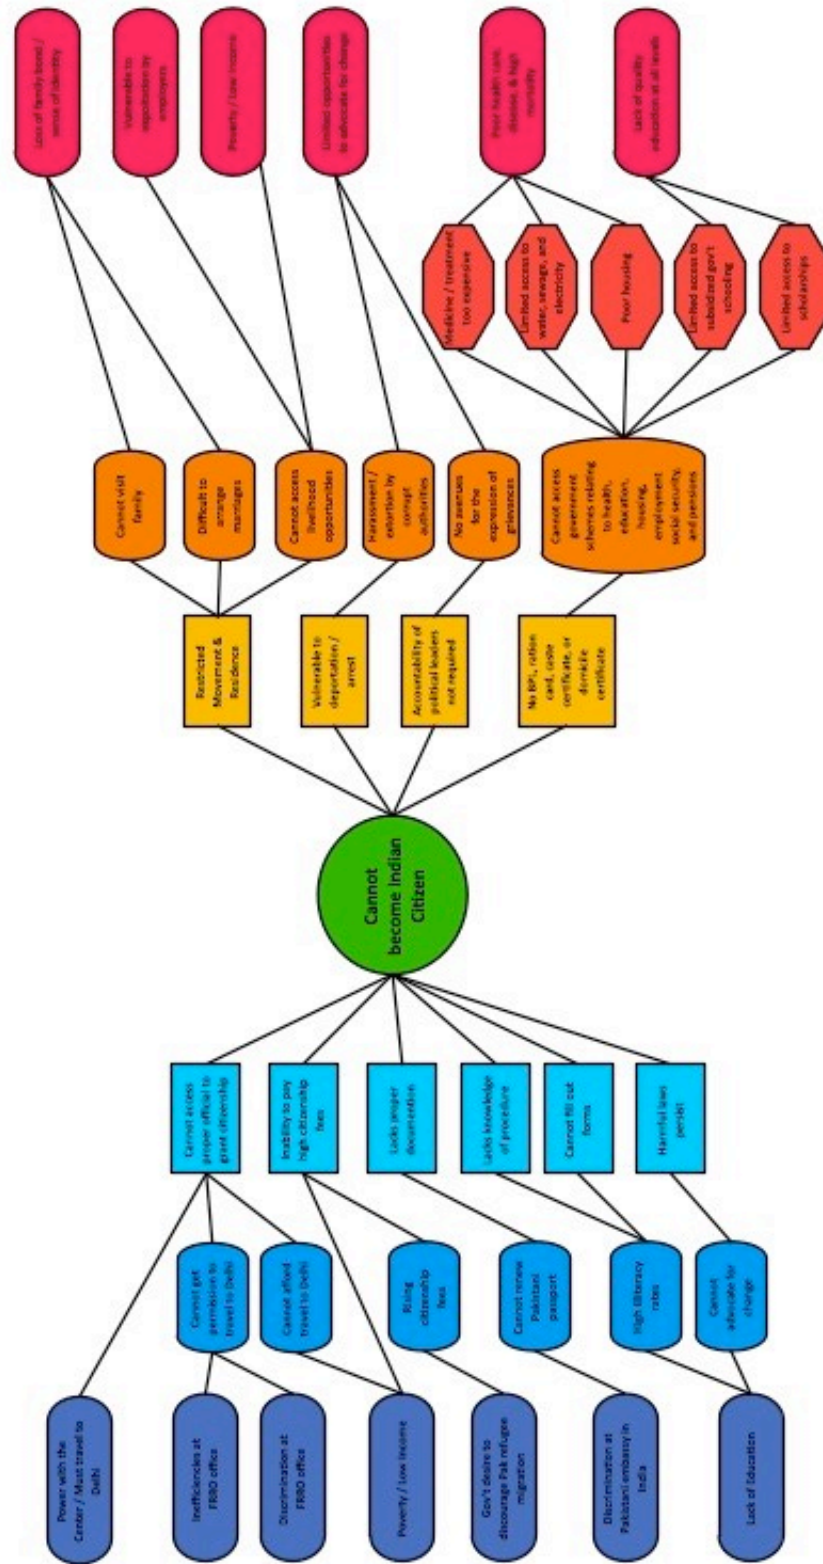 Power with the
Center / Must travel to
Delhi
Inefficiencies at
FRRO office
Discrimination at
FRRO office
Poverty / Low income
Gov't desire to
discourage Pak refugee
migration
Discrimination at
Pakistani embassy in
India
Lack of Education
Cannot get
permission to
travel to Delhi
Cannot afford
travel to Delhi
Rising
citizenship
fees
Cannot renew
Pakistani
passport
High illiteracy
rates
Cannot
advocate for
change
Cannot access
proper official to
grant citizenship
Inability to pay
high citizenship
fees
Lacks proper
documention
Lacks knowledge
of procedure
Cannot fill out
forms
Harmful laws
persist
Cannot
become Indian
Citizen
Restricted
Movement &
Residence
Vulnerable to
deportation /
arrest
Accountability of
political leaders
not required
No BPL, ration
card, caste
certificate, or
domicile
certificate
Cannot visit
family
Difficult to
arrange
marriages
Cannot access
livelihood
opportunities
Harassment /
extortion by
corrupt
authorities
No avenues
for the
expession of
grievances
Cannot access
government
schemes relating
to health,
education,
housing,
employment
social security,
and pensions
Medicine / treatment
too expensive
Limited access to
water, sewage, and
electricity
Poor housing
Limited access to
subsidized gov't
schooling
Limited access to
scholarships
Loss of family bond /
sense of identity
Vulnerable to
expoitation by
employers
Poverty / Low income
Limited opportunities
to advocate for change
Poor health care,
disease, & high
mortality
Lack of quality
education at all levels